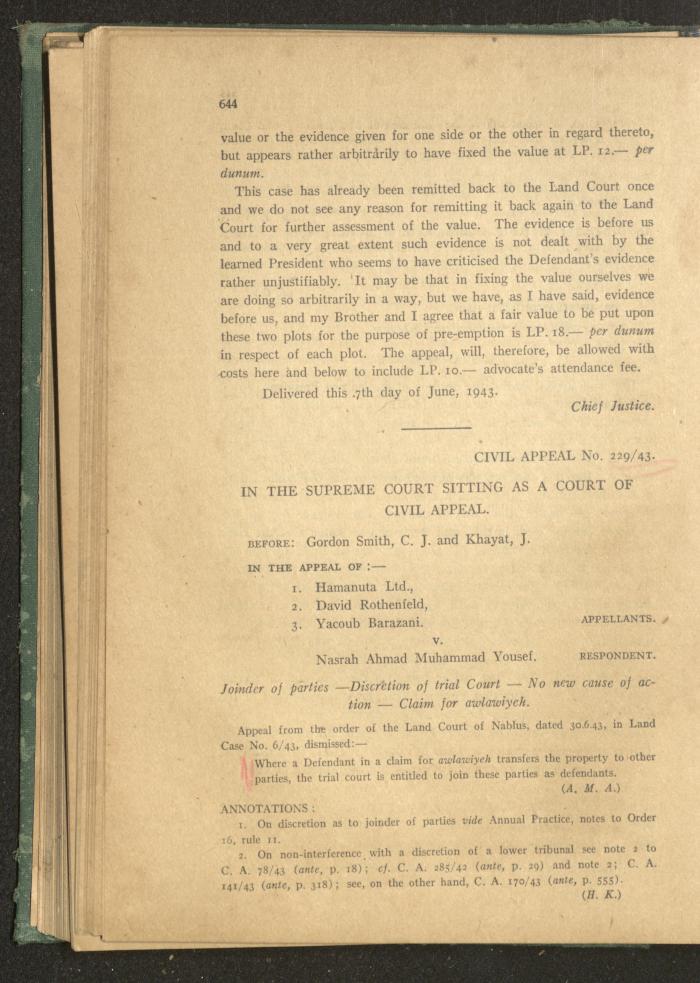 644
value or the evidence given for one side or the other in regard thereto,
but appears rather arbitrarily to have fixed the value at LP. 12.— per
dunum.
This case has already been remitted back to the Land Court once
and we do not see any reason for remitting it back again to the Land
Court for further assessment of the value. The evidence is before us
and to a very great extent such evidence is not dealt with by the
learned President who seems to have criticised the Defendant's evidence
rather unjustifiably. It may be that in fixing the value ourselves we
are doing so arbitrarily in a way, but we have, as I have said, evidence
before us, and my Brother and I agree that a fair value to be put upon
these two plots for the purpose of pre-emption is LP. 18.— per dunum
in respect of each plot. The appeal, will, therefore, be allowed with
costs here and below to include LP. 10.— advocate's attendance fee.
Delivered this 7th day of June, 1943.
Chief Justice.
CIVIL APPEAL No. 229/43.
IN THE SUPREME COURT SITTING AS A COURT OF
CIVIL APPEAL.
BEFORE: Gordon Smith, C. J. and Khayat, J.
IN THE APPEAL OF :—
1. Hamanuta Ltd.,
2. David Rothenfeld,
3. Yacoub Barazani. APPELLANTS.
v.
Nasrah Ahmad Muhammad Yousef. RESPONDENT.
Joinder of parties —Discretion of trial Court — No new cause of ac-
tion — Claim for awlawiyeh.
Appeal from the order of the Land Court of Nablus, dated 30.6.43, in Land
Case No. 6/43, dismissed:—
Where a Defendant in a claim for awlawiyeh transfers the property to other
parties, the trial court is entitled to join these parties as defendants.
(A. M. A.)
ANNOTATIONS :
1. On discretion as to joinder of parties vide Annual Practice, notes to Order
16, rule 11.
2. On non-interference with a discretion of a lower tribunal see note 2 to
C. A. 78/43 (ante, p. 18); cf. C. A. 285/42 (ante, p. 29) and note 2; C. A.
141/43 (ante, p. 318); see, on the other hand, C. A. 170/43 (ante, p. 555).
(H. K.)